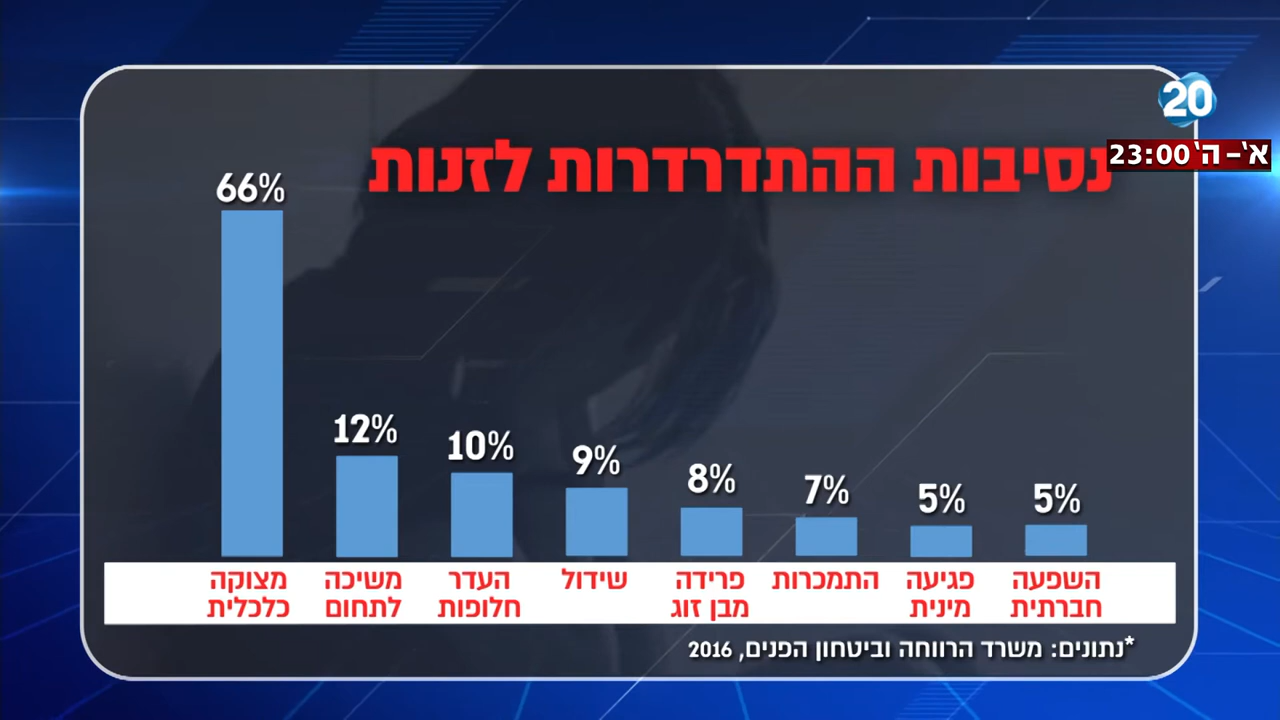 20
א'-ה' 23:00
נסיבות ההתדרדרות לזנות
66%
12%
10%
9%
8%
7%
5%
5%
מצוקה
כלכלית
משיכה
לתחום
העדר
חלופות
שידול
פרידה
מבן זוג
התמכרות
פגיעה
מינית
השפעה
חברתית
*נתונים: משרד הרווחה וביטחון הפנים, 2016